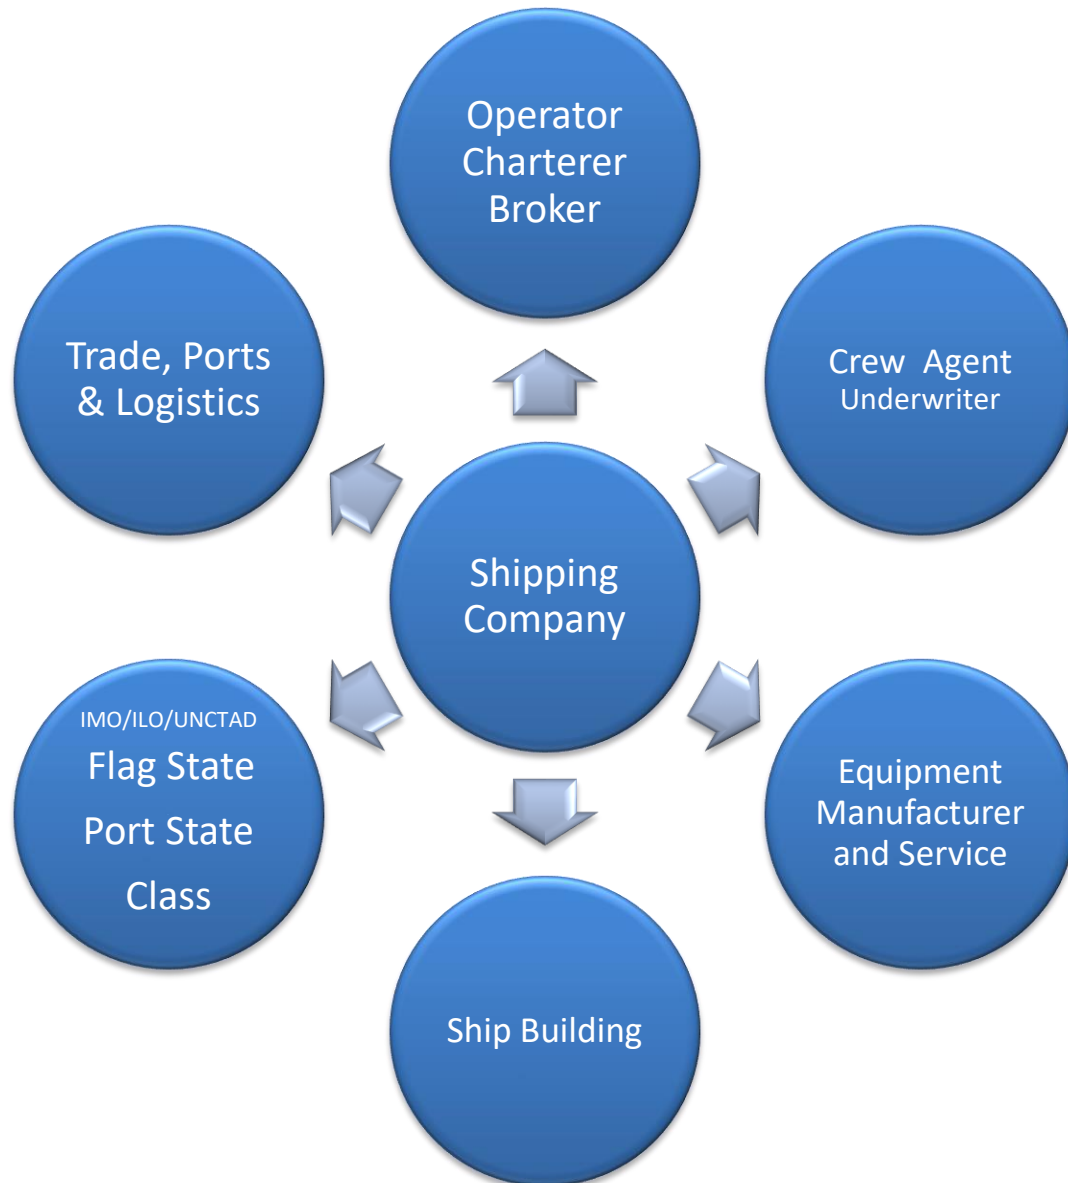 Operator
Charterer
Broker
Trade, Ports
& Logistics
Crew  Agent
Underwriter
Shipping
Company
IMO/ILO/UNCTAD
Flag State
Port State
Class
Equipment
Manufacturer
and Service
Ship Building